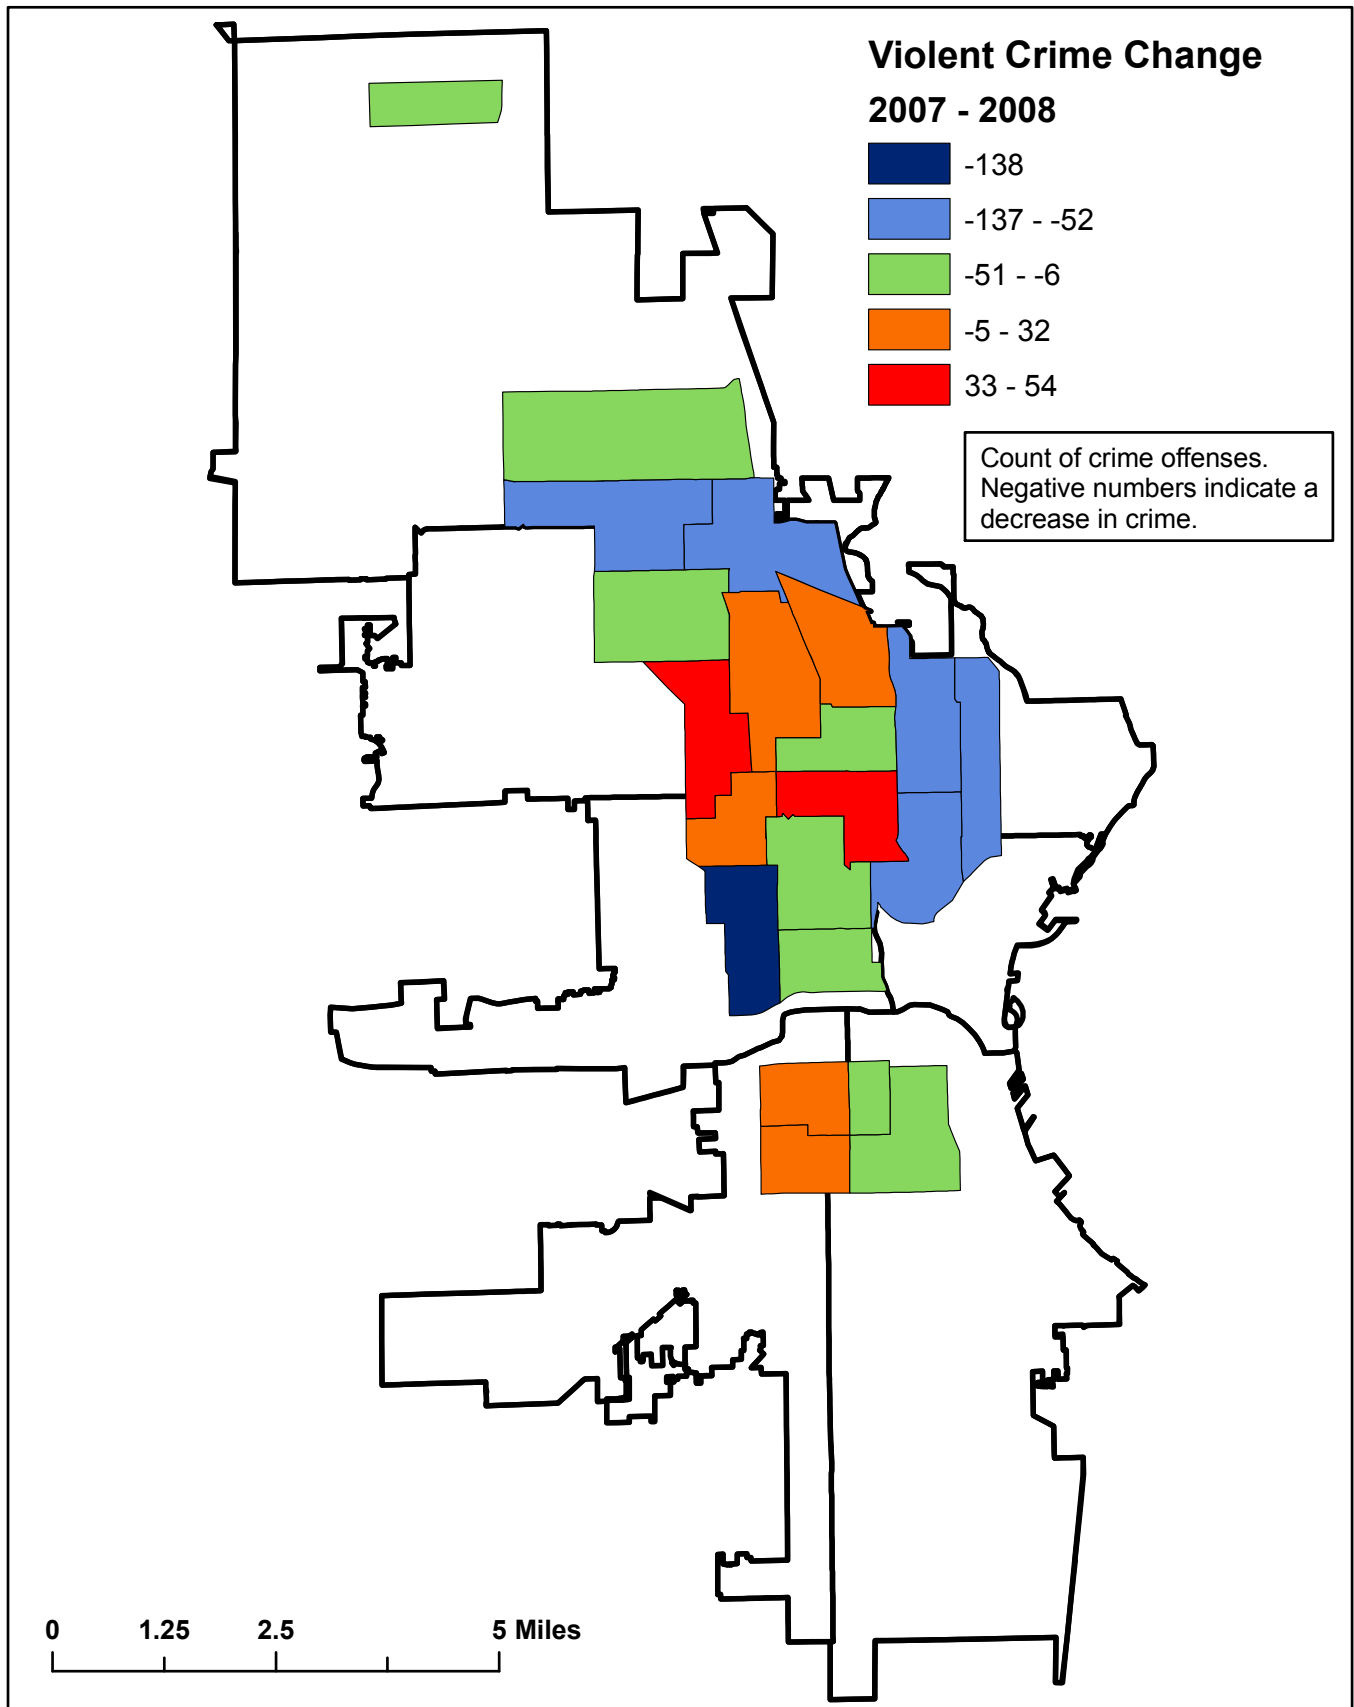 Violent Crime Change
2007 - 2008
-138
-137 - -52
-51 - -6
-5 - 32
33 - 54
Count of crime offenses.
Negative numbers indicate a
decrease in crime.
0 1.25 2.5 5 Miles